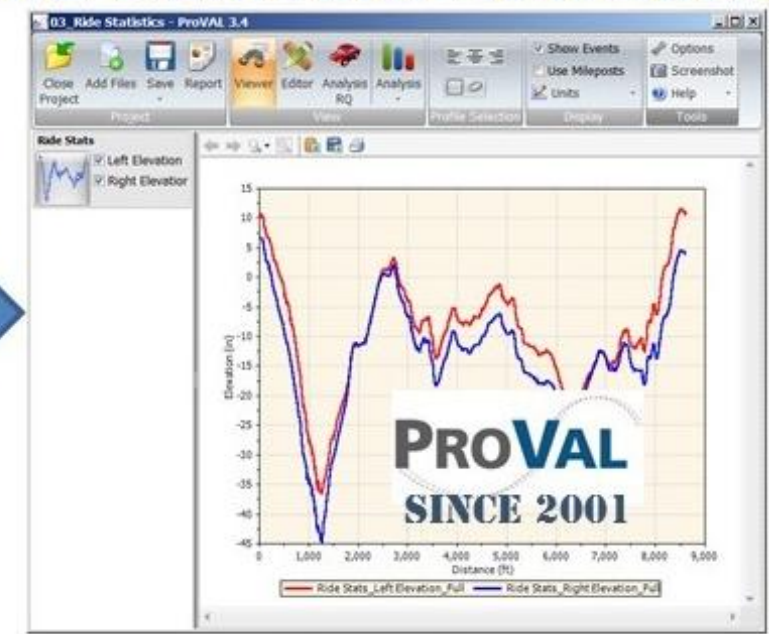 03_Ride Statistics - ProVAL 3.4
Close Project
Add Files
Save
Report
Viewer
Editor
Analysis RQ
Analysis
Show Events
Use Mileposts
Units
Options
Screenshot
Help
Project
View
Profile Selection
Display
Tools
Ride Stats
Left Elevation
Right Elevation
15
10
5
0
-5
-10
-15
-20
-25
-30
-35
-40
-45
Elevation (in)
0 1,000 2,000 3,000 4,000 5,000 6,000 7,000 8,000 9,000
Distance (ft)
PROVAL
SINCE 2001
Ride Stats_Left Elevation_Full Ride Stats_Right Elevation_Full